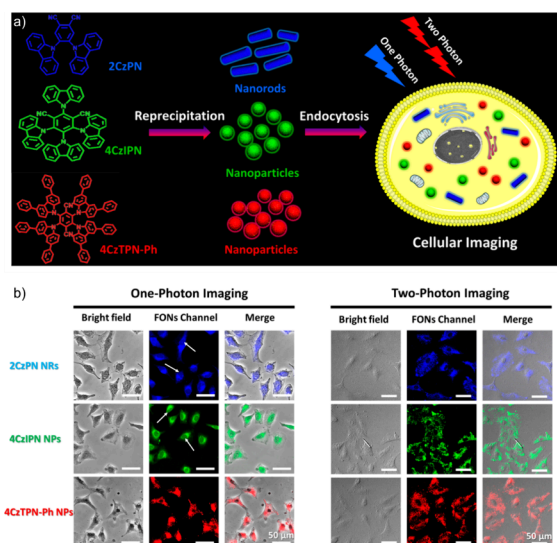 a)
NC CN
2CzPN
Nanorods
One Photon
Two Photon
NC CN
4CzIPN
Reprecipitation
Endocytosis
Nanoparticles
4CzTPN-Ph
Nanoparticles
Cellular Imaging
b)
One-Photon Imaging
Two-Photon Imaging
Bright field FONs Channel Merge
Bright field FONs Channel Merge
2CzPN NRs
4CzIPN NPs
4CzTPN-Ph NPs
50 μm
50 μm